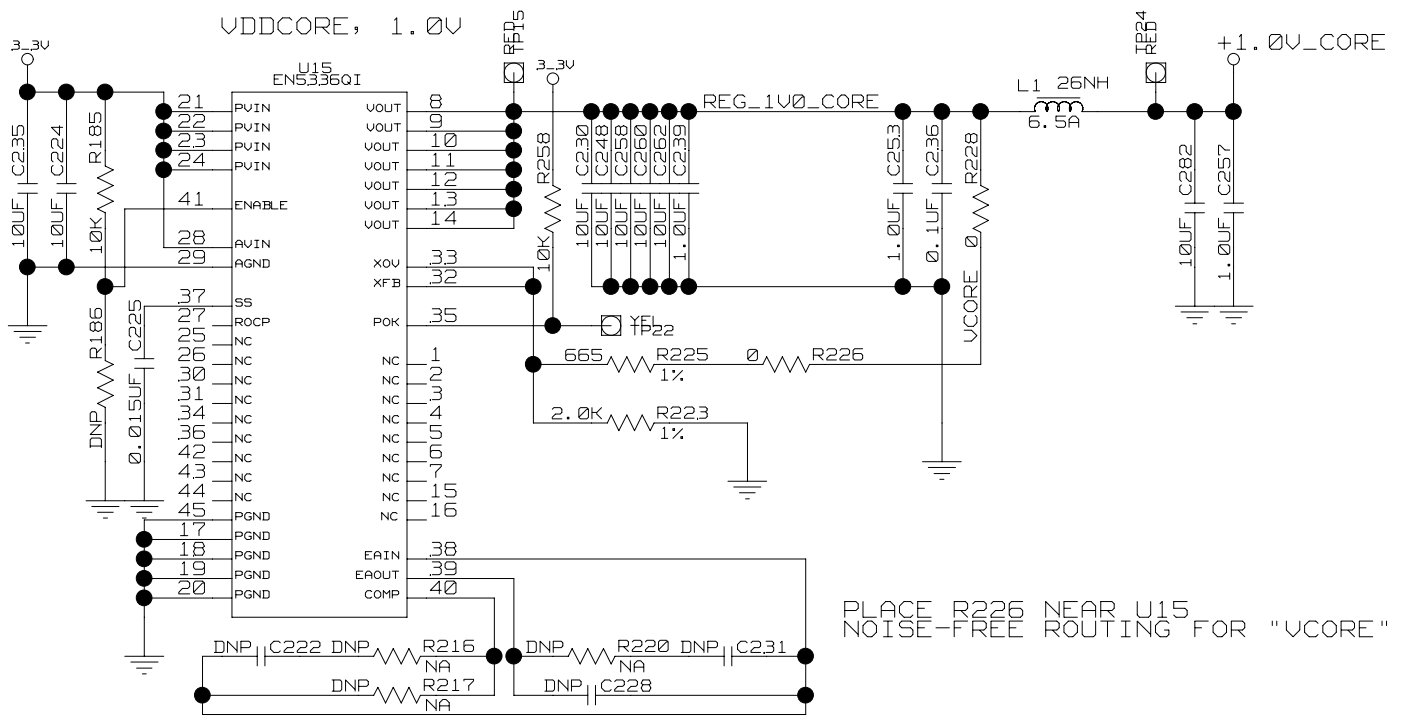 VDDCORE, 1.0V
3_3V
U15
EN5336QI
RED
TP15
3_3V
TP24
RED
+1.0V_CORE
L1 26NH
6.5A
REG_1V0_CORE
C235
10UF
C224
10UF
R185
10K
R186
DNP
C225
0.015UF
21 PVIN
22 PVIN
23 PVIN
24 PVIN
41 ENABLE
28 AVIN
29 AGND
37 SS
27 ROCP
25 NC
26 NC
30 NC
31 NC
34 NC
36 NC
42 NC
43 NC
44 NC
45 PGND
17 PGND
18 PGND
19 PGND
20 PGND
VOUT 8
VOUT 9
VOUT 10
VOUT 11
VOUT 12
VOUT 13
VOUT 14
XOV 33
XFB 32
POK 35
NC 1
NC 2
NC 3
NC 4
NC 5
NC 6
NC 7
NC 15
NC 16
EAIN 38
EAOUT 39
COMP 40
R258
10K
YEL
TP22
C230
10UF
C248
10UF
C258
10UF
C260
10UF
C262
10UF
C239
1.0UF
C253
1.0UF
C236
0.1UF
R228
0
VCORE
C282
10UF
C257
1.0UF
665 R225
1%
0 R226
2.0K R223
1%
PLACE R226 NEAR U15
NOISE-FREE ROUTING FOR "VCORE"
DNP C222 DNP R216
NA
DNP R220 DNP C231
NA
DNP R217
NA
DNP C228